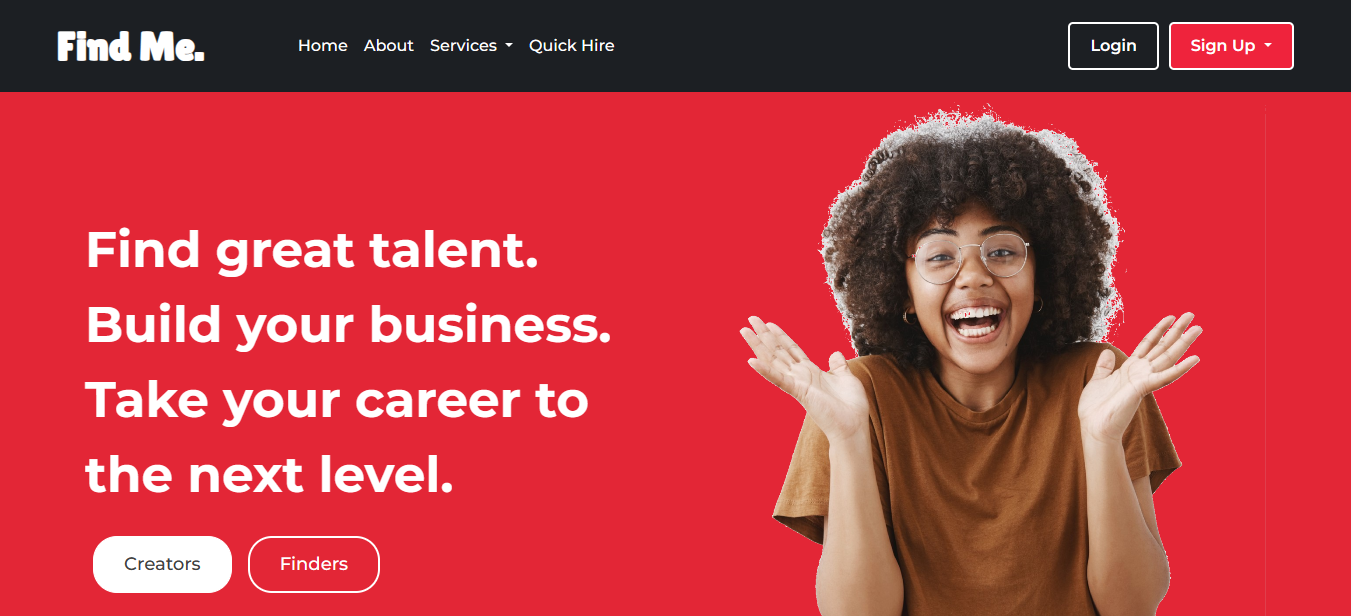 Find Me.
Home About Services Quick Hire
Login Sign Up
Find great talent.
Build your business.
Take your career to
the next level.
Creators Finders